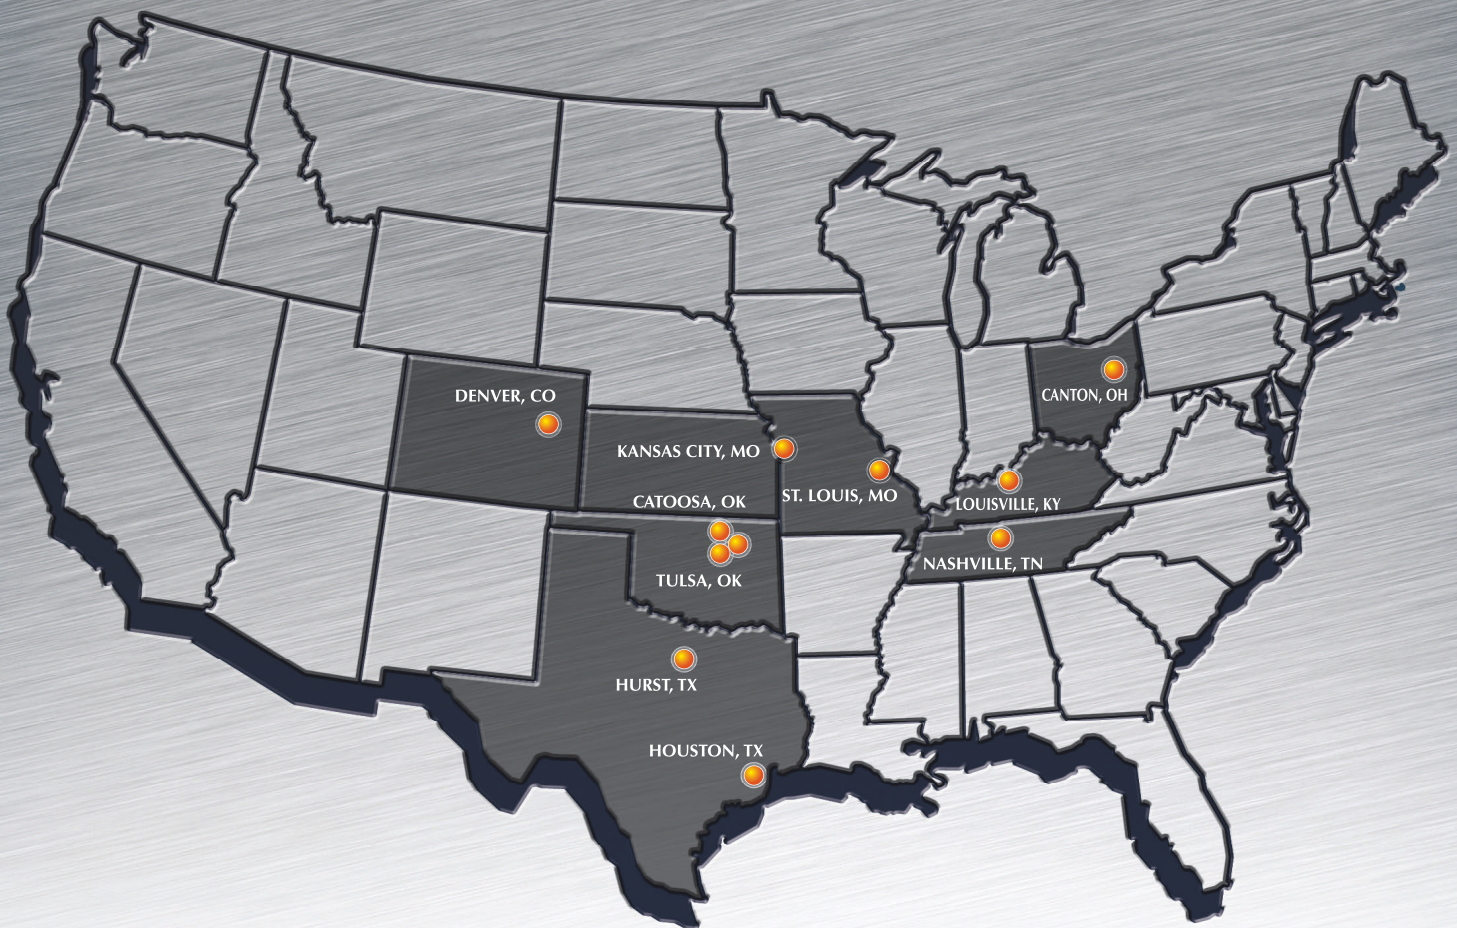 DENVER, CO
CANTON, OH
KANSAS CITY, MO
ST. LOUIS, MO
CATOOSA, OK
LOUISVILLE, KY
NASHVILLE, TN
TULSA, OK
HURST, TX
HOUSTON, TX